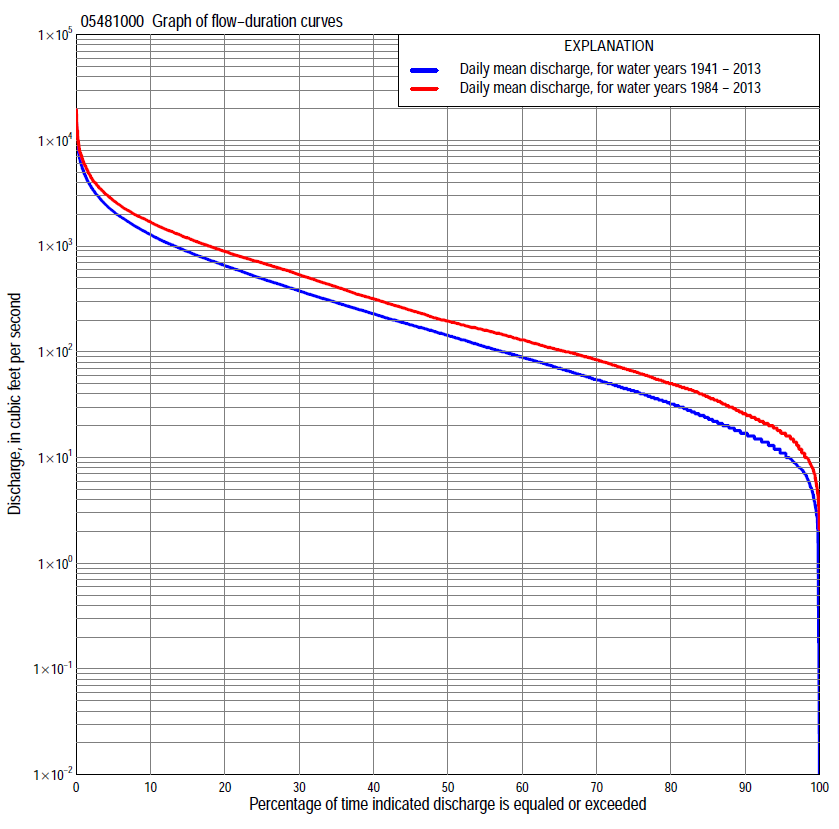 05481000 Graph of flow−duration curves
EXPLANATION
Daily mean discharge, for water years 1941 − 2013
Daily mean discharge, for water years 1984 − 2013
Discharge, in cubic feet per second
1×10⁵
1×10⁴
1×10³
1×10²
1×10¹
1×10⁰
1×10⁻¹
1×10⁻²
0 10 20 30 40 50 60 70 80 90 100
Percentage of time indicated discharge is equaled or exceeded